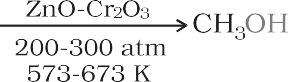 ZnO-Cr₂O₃
CH₃OH
200-300 atm
573-673 K